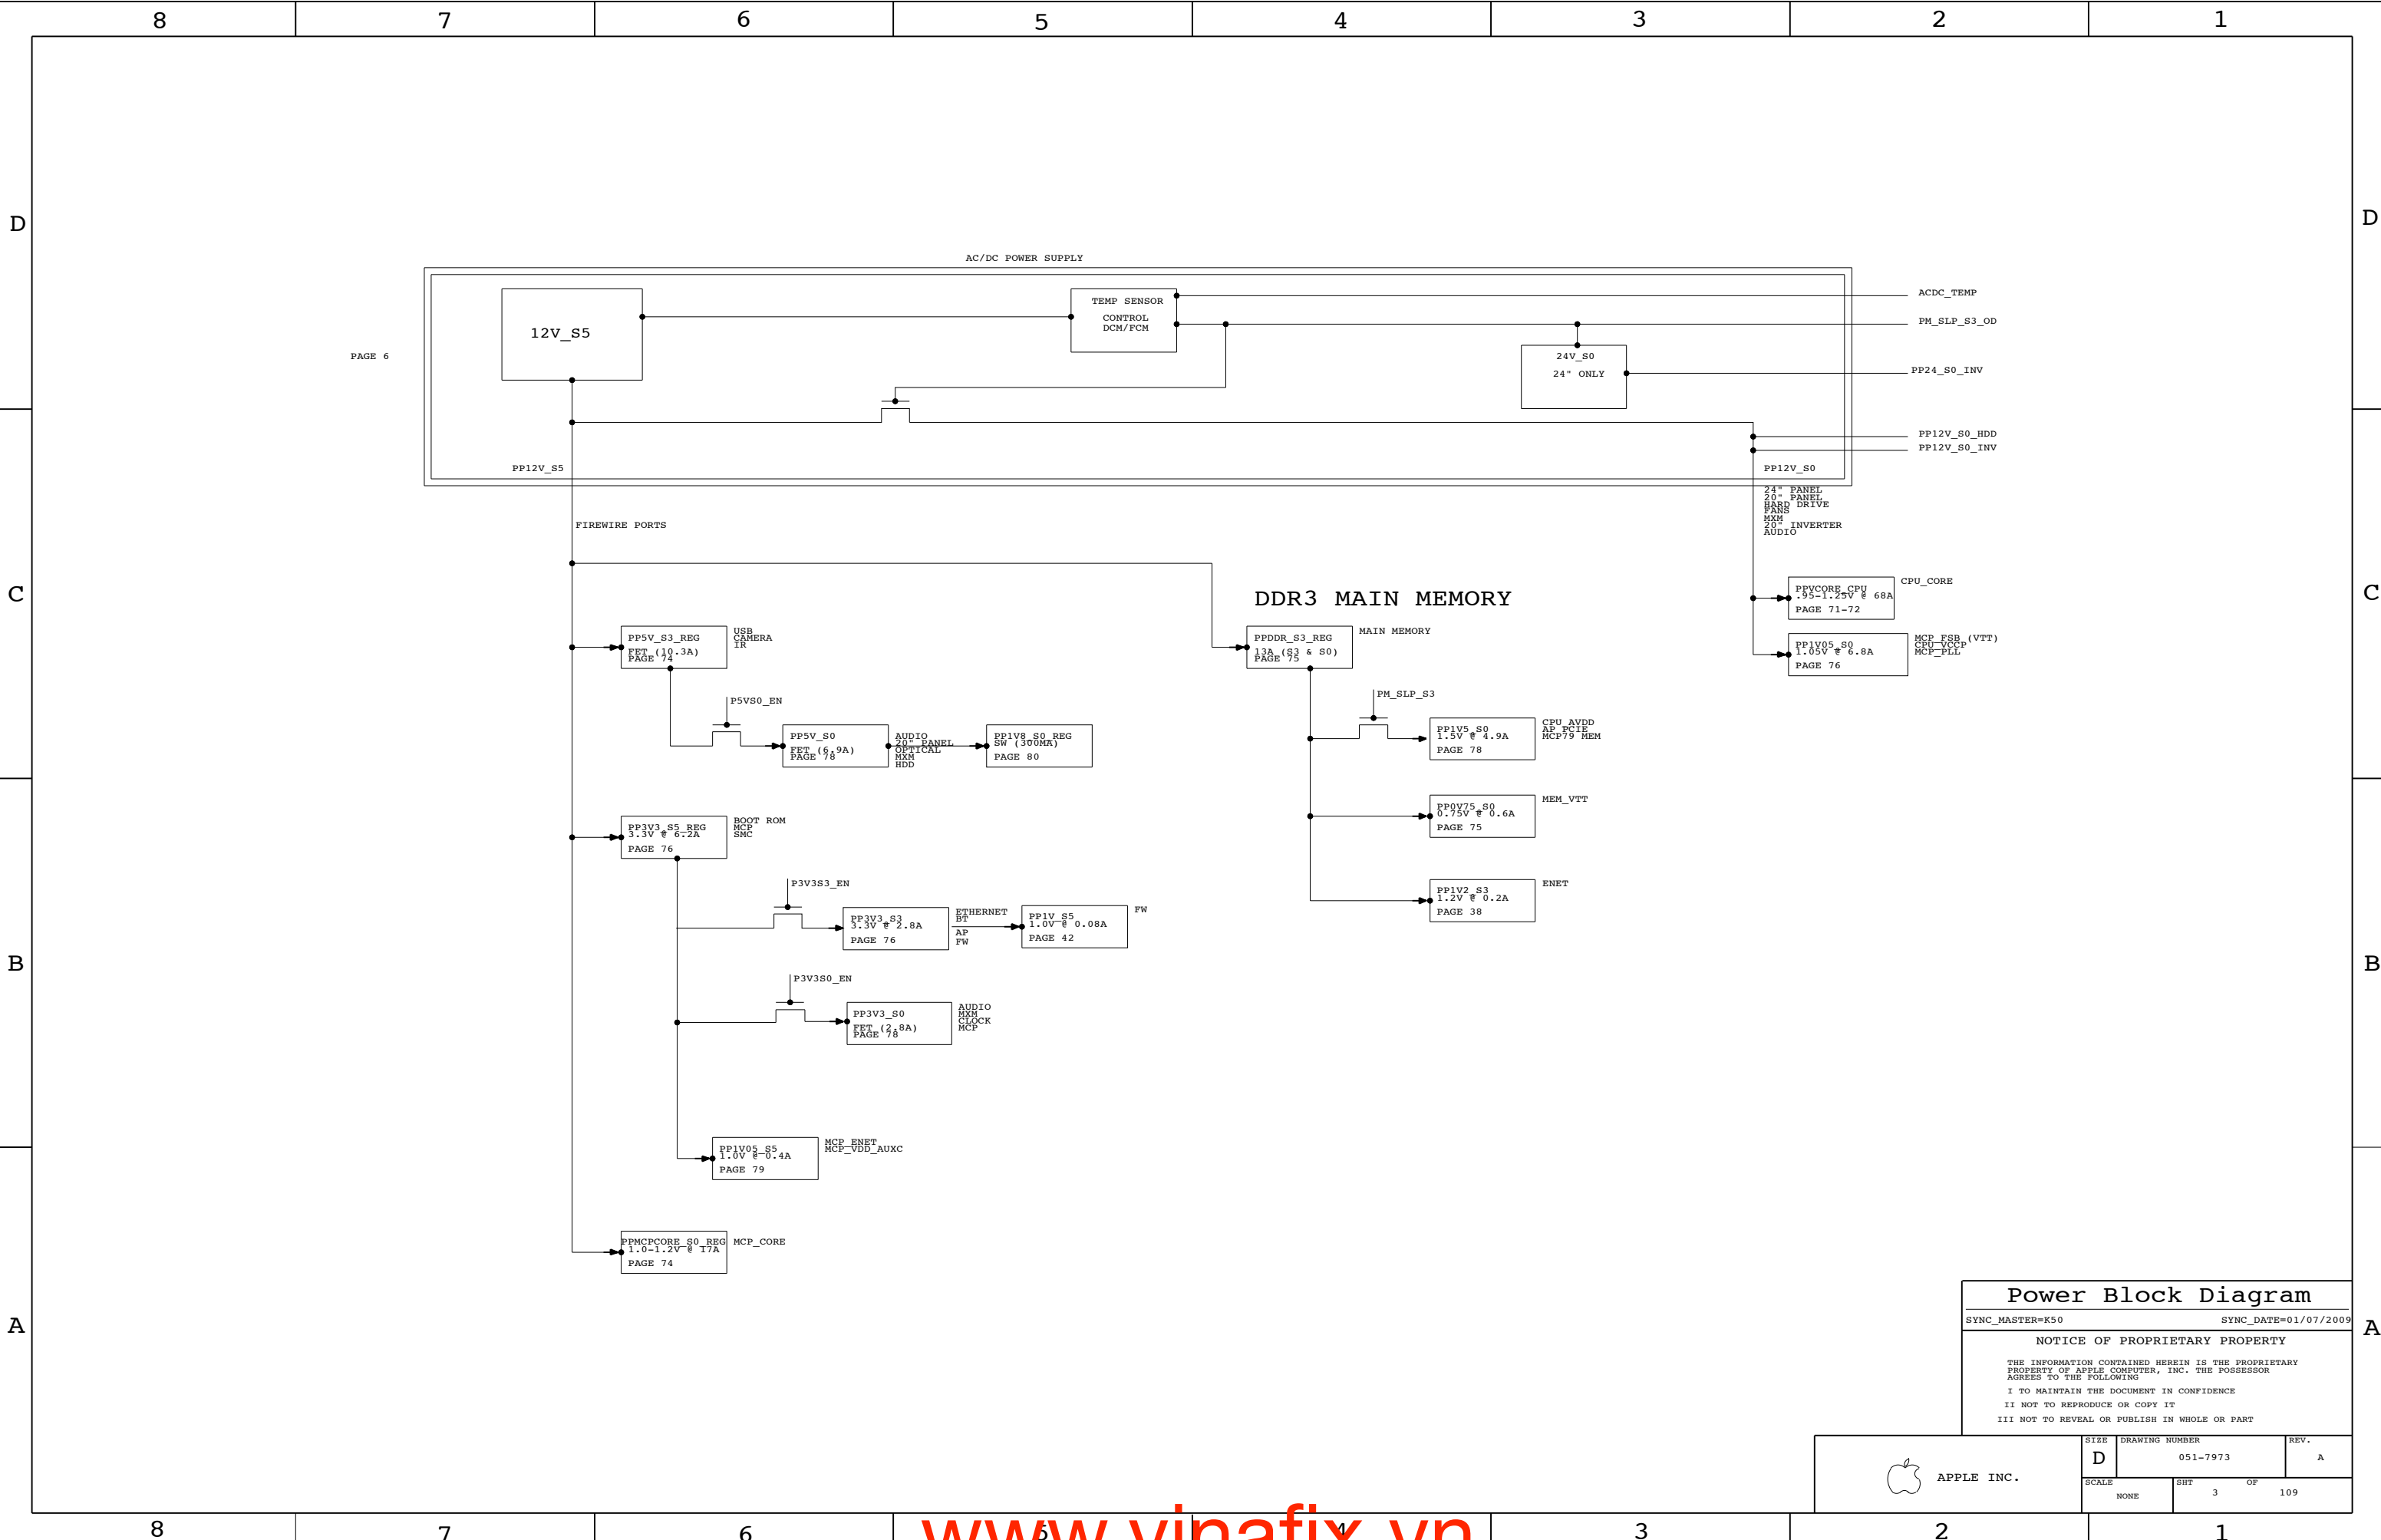 8 7 6 5 4 3 2 1
D
D
AC/DC POWER SUPPLY
12V_S5
TEMP SENSOR
CONTROL
DCM/FCM
ACDC_TEMP
PM_SLP_S3_OD
PAGE 6
24V_S0
24" ONLY
PP24_S0_INV
PP12V_S0_HDD
PP12V_S0_INV
PP12V_S5
PP12V_S0
24" PANEL
20" PANEL
HARD DRIVE
FANS
MXM
20" INVERTER
AUDIO
FIREWIRE PORTS
C
C
DDR3 MAIN MEMORY
PPVCORE_CPU
.95-1.25V @ 68A
PAGE 71-72
CPU_CORE
PP5V_S3_REG
FET (10.3A)
PAGE 74
USB
CAMERA
IR
PPDDR_S3_REG
13A (S3 & S0)
PAGE 75
MAIN MEMORY
PP1V05_S0
1.05V @ 6.8A
PAGE 76
MCP_FSB (VTT)
CPU_VCCP
MCP_PLL
P5VS0_EN
PM_SLP_S3
PP5V_S0
FET (6.9A)
PAGE 78
AUDIO
20" PANEL
OPTICAL
MXM
HDD
PP1V8_S0_REG
SW (300MA)
PAGE 80
PP1V5_S0
1.5V @ 4.9A
PAGE 78
CPU_AVDD
AP_PCIE
MCP79 MEM
PP3V3_S5_REG
3.3V @ 6.2A
PAGE 76
BOOT ROM
MCP
SMC
PP0V75_S0
0.75V @ 0.6A
PAGE 75
MEM_VTT
P3V3S3_EN
PP3V3_S3
3.3V @ 2.8A
PAGE 76
ETHERNET
BT
AP
FW
PP1V_S5
1.0V @ 0.08A
PAGE 42
FW
PP1V2_S3
1.2V @ 0.2A
PAGE 38
ENET
B
B
P3V3S0_EN
PP3V3_S0
FET (2.8A)
PAGE 78
AUDIO
MXM
CLOCK
MCP
PP1V05_S5
1.0V @ 0.4A
PAGE 79
MCP_ENET
MCP_VDD_AUXC
PPMCPCORE_S0_REG
1.0-1.2V @ 17A
PAGE 74
MCP_CORE
A
A
Power Block Diagram
SYNC_MASTER=K50 SYNC_DATE=01/07/2009
NOTICE OF PROPRIETARY PROPERTY
THE INFORMATION CONTAINED HEREIN IS THE PROPRIETARY
PROPERTY OF APPLE COMPUTER, INC. THE POSSESSOR
AGREES TO THE FOLLOWING
I TO MAINTAIN THE DOCUMENT IN CONFIDENCE
II NOT TO REPRODUCE OR COPY IT
III NOT TO REVEAL OR PUBLISH IN WHOLE OR PART
APPLE INC.
SIZE DRAWING NUMBER REV.
D 051-7973 A
SCALE SHT OF
NONE 3 109
8 7 6 5 4 3 2 1
www.vinafix.vn